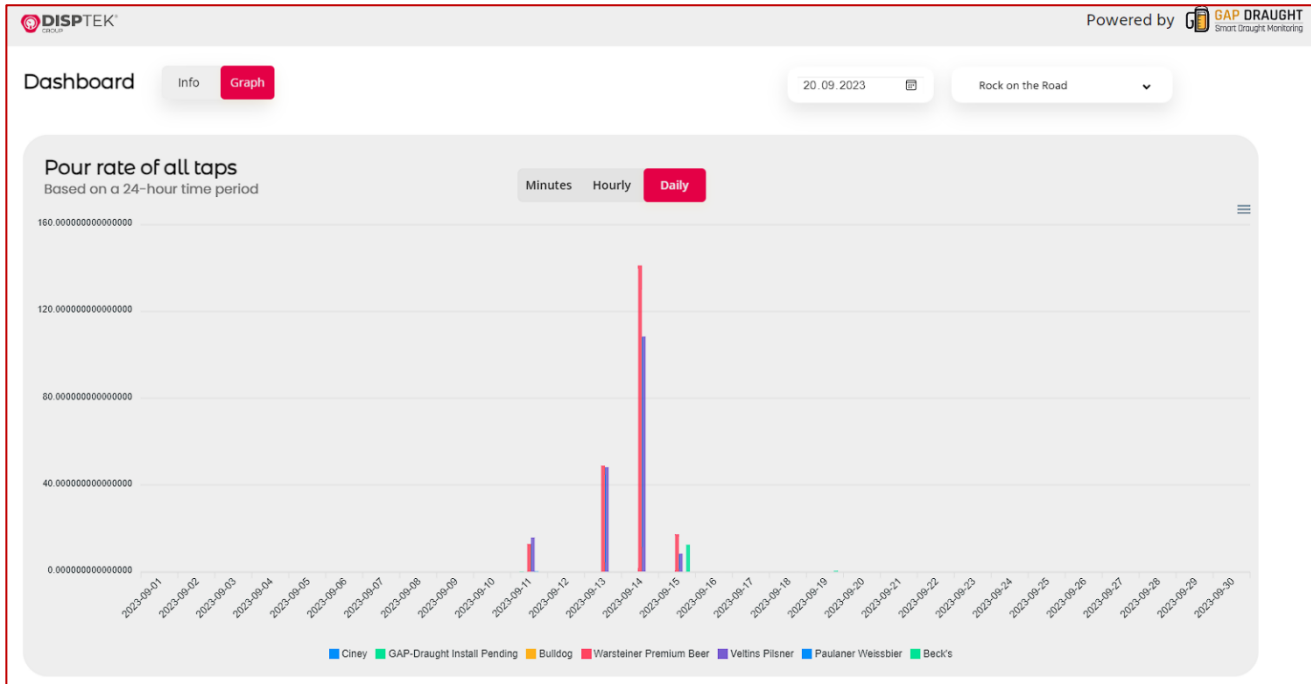 DISPTEK
GROUP
Powered by GAP DRAUGHT
Smart Draught Monitoring
Dashboard Info Graph 20.09.2023 Rock on the Road
Pour rate of all taps
Based on a 24-hour time period
Minutes Hourly Daily
160.000000000000000
120.000000000000000
80.000000000000000
40.000000000000000
0.000000000000000
2023-09-01 2023-09-02 2023-09-03 2023-09-04 2023-09-05 2023-09-06 2023-09-07 2023-09-08 2023-09-09 2023-09-10 2023-09-11 2023-09-12 2023-09-13 2023-09-14 2023-09-15 2023-09-16 2023-09-17 2023-09-18 2023-09-19 2023-09-20 2023-09-21 2023-09-22 2023-09-23 2023-09-24 2023-09-25 2023-09-26 2023-09-27 2023-09-28 2023-09-29 2023-09-30
Ciney GAP-Draught Install Pending Bulldog Warsteiner Premium Beer Veltins Pilsner Paulaner Weissbier Beck's